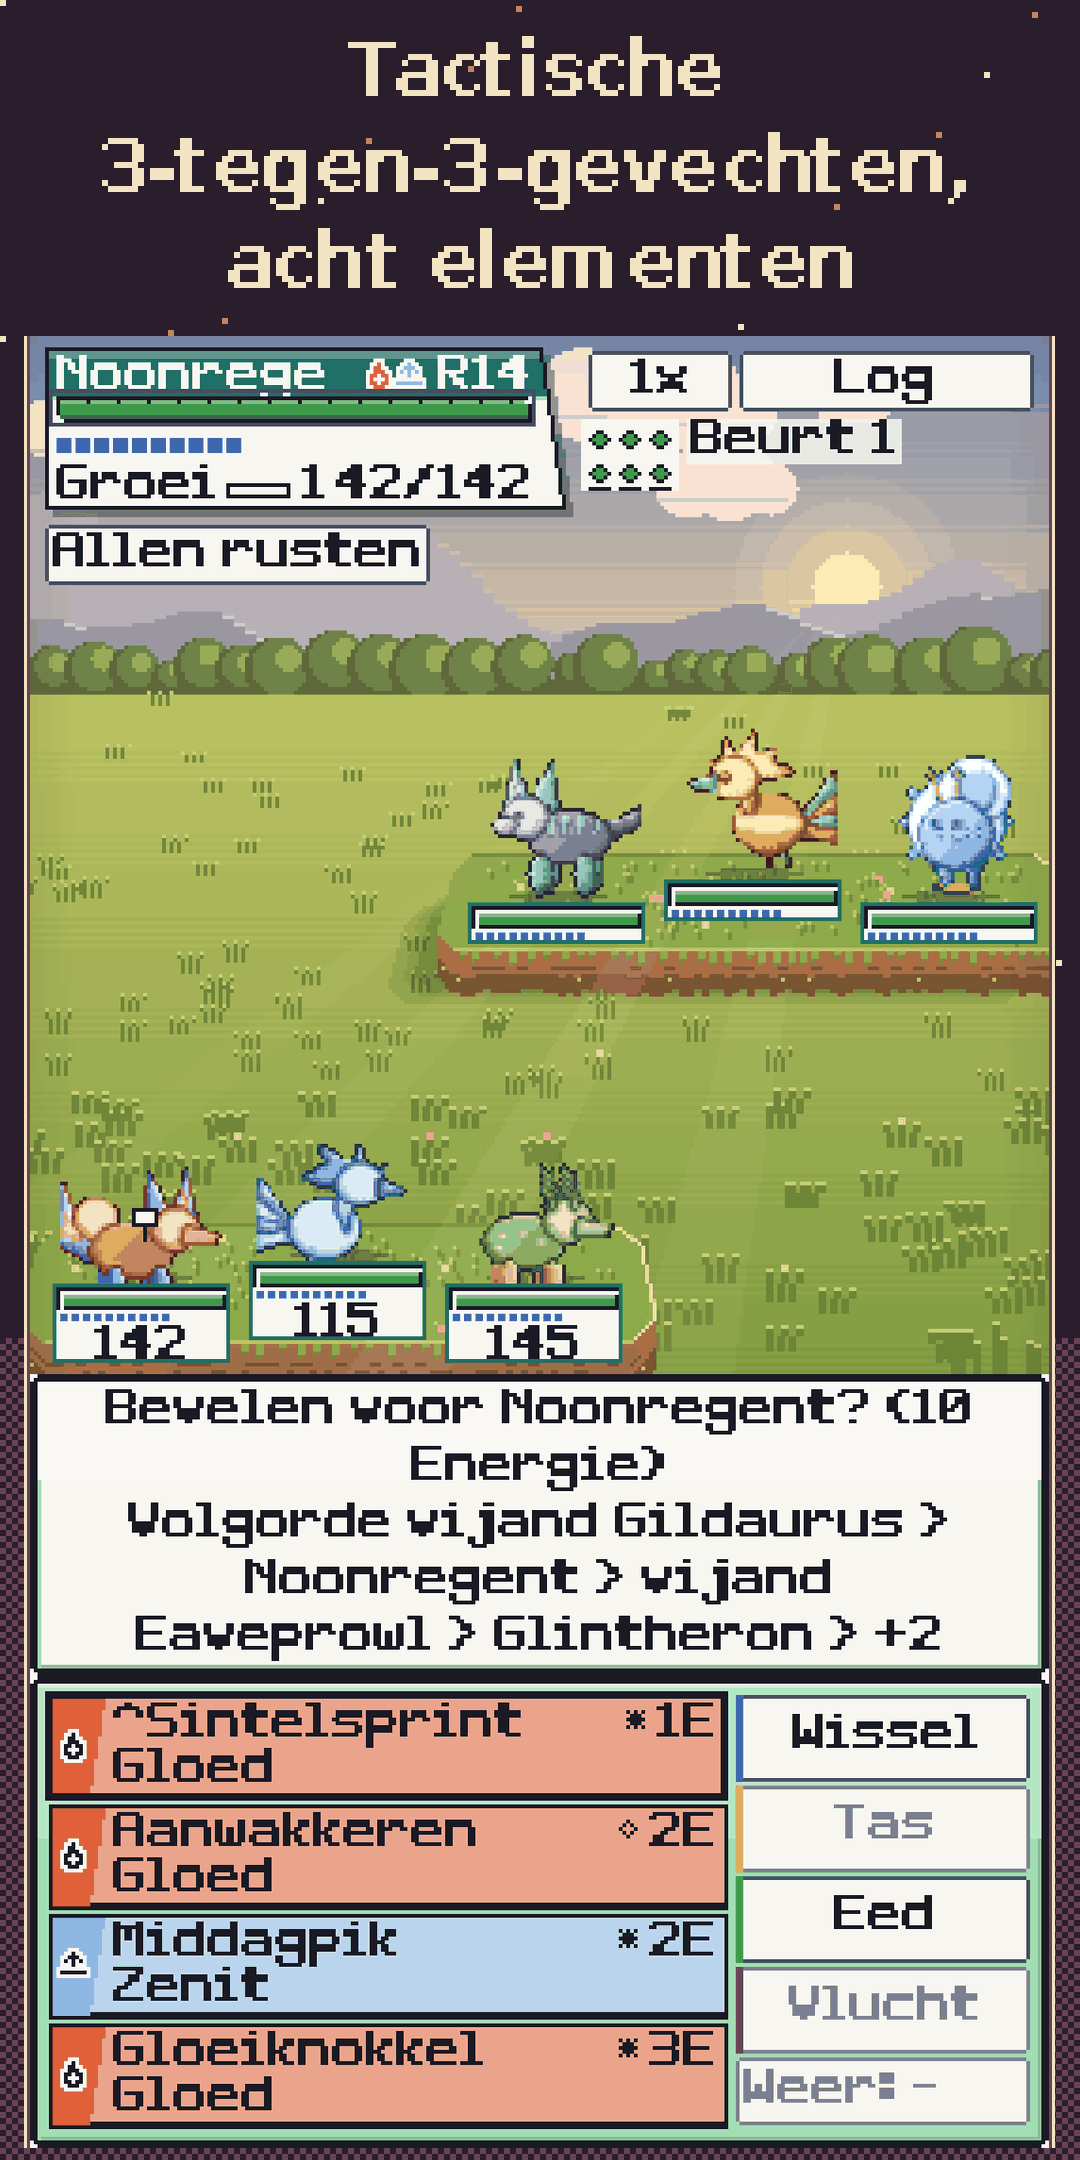 Tactische
3-tegen-3-gevechten,
acht elementen
Noonrege R14
1x
Log
Beurt 1
Groei 142/142
Allen rusten
142
115
145
Bevelen voor Noonregent? (10
Energie)
Volgorde vijand Gildaurus >
Noonregent > vijand
Eaveprowl > Glintheron > +2
^Sintelsprint *1E
Gloed
Aanwakkeren ◇2E
Gloed
Middagpik *2E
Zenit
Gloeiknokkel *3E
Gloed
Wissel
Tas
Eed
Vlucht
Weer: -